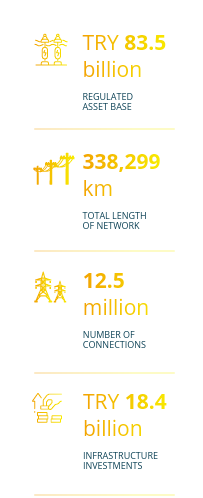 TRY 83.5
billion
REGULATED
ASSET BASE
338,299
km
TOTAL LENGTH
OF NETWORK
12.5
million
NUMBER OF
CONNECTIONS
TRY 18.4
billion
INFRASTRUCTURE
INVESTMENTS